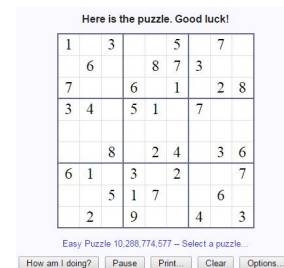 Here is the puzzle. Good luck!
1 3 5 7
6 8 7 3
7 6 1 2 8
3 4 5 1 7
8 2 4 3 6
6 1 3 2 7
5 1 7 6
2 9 4 3
Easy Puzzle 10,288,774,577 -- Select a puzzle...
How am I doing? Pause Print... Clear Options...